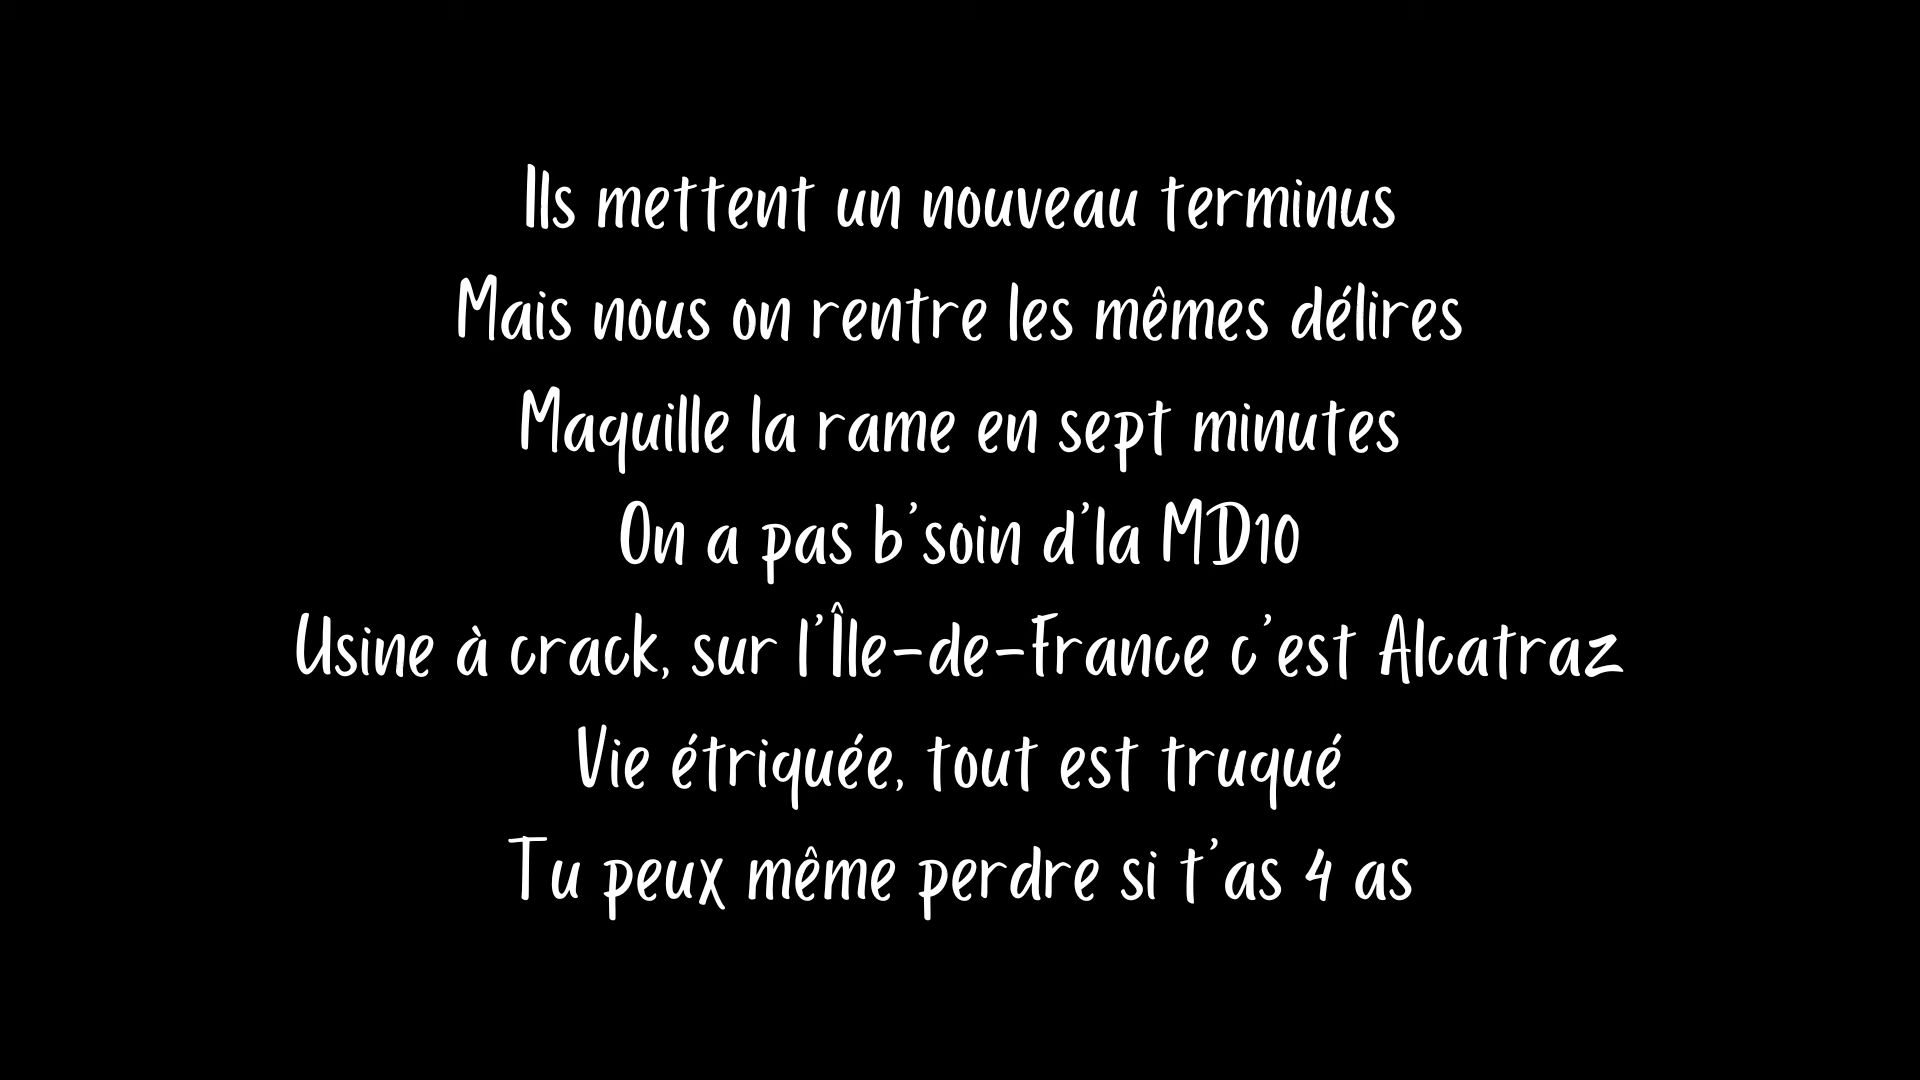 Ils mettent un nouveau terminus
Mais nous on rentre les mêmes délires
Maquille la rame en sept minutes
On a pas b'soin d'la MD10
Usine à crack, sur l'Île-de-France c'est Alcatraz
Vie étriquée, tout est truqué
Tu peux même perdre si t'as 4 as